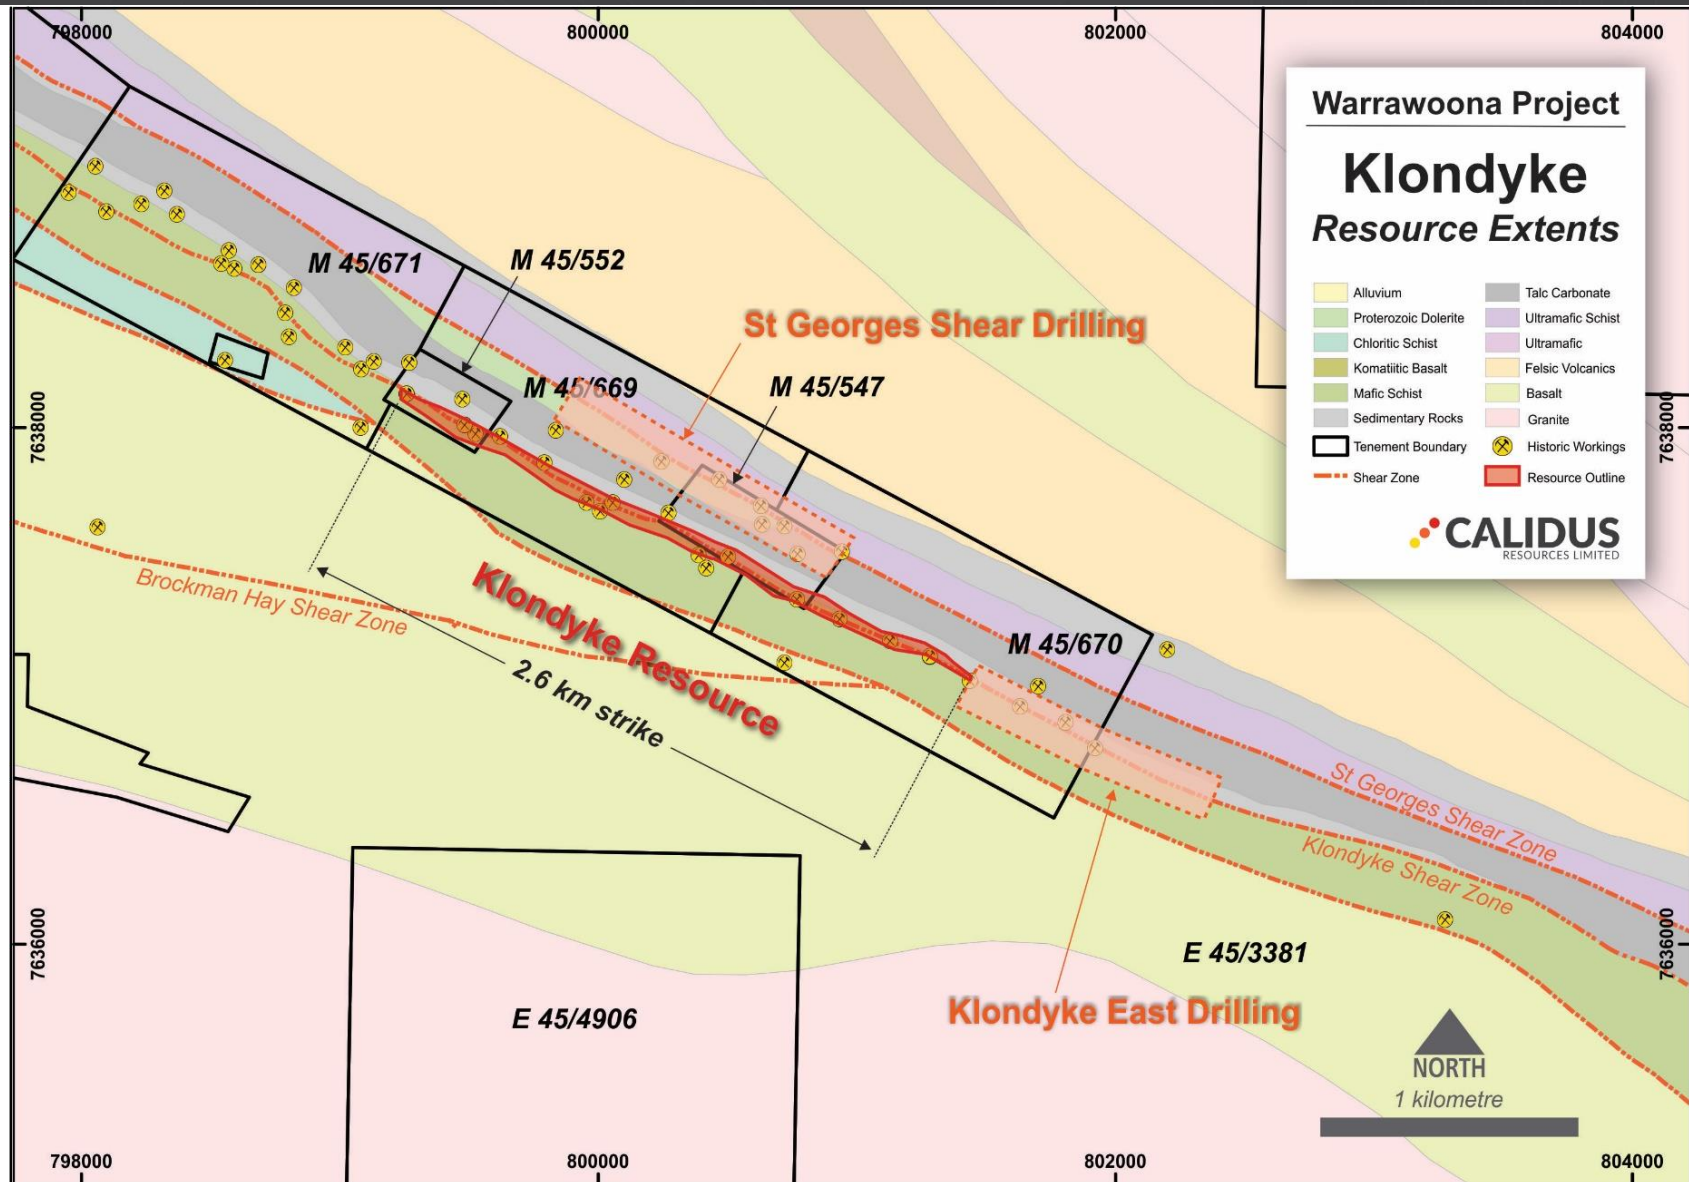 798000
800000
802000
804000
Warrawoona Project
Klondyke
Resource Extents
Alluvium
Proterozoic Dolerite
Chloritic Schist
Komatiitic Basalt
Mafic Schist
Sedimentary Rocks
Tenement Boundary
Shear Zone
Talc Carbonate
Ultramafic Schist
Ultramafic
Felsic Volcanics
Basalt
Granite
Historic Workings
Resource Outline
CALIDUS
RESOURCES LIMITED
M 45/671
M 45/552
St Georges Shear Drilling
M 45/669
M 45/547
7638000
7638000
Brockman Hay Shear Zone
Klondyke Resource
2.6 km strike
M 45/670
St Georges Shear Zone
Klondyke Shear Zone
7636000
7636000
E 45/3381
Klondyke East Drilling
E 45/4906
NORTH
1 kilometre
798000
800000
802000
804000